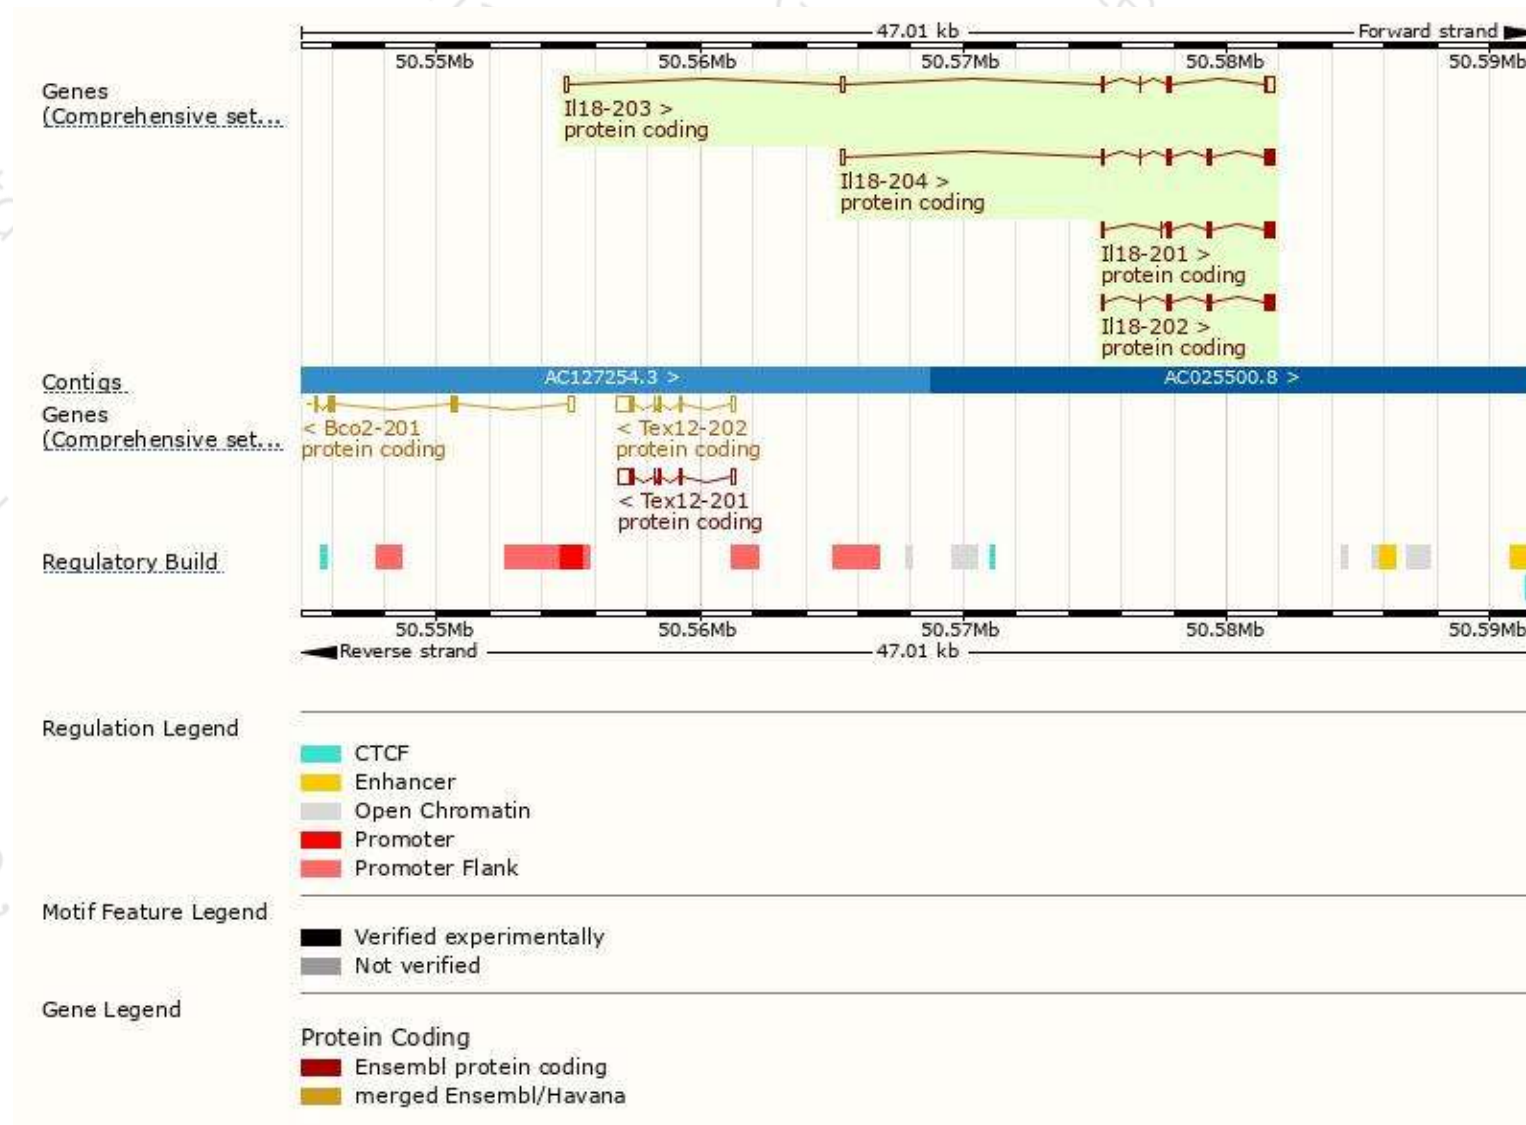 47.01 kb
Forward strand
50.55Mb 50.56Mb 50.57Mb 50.58Mb 50.59Mb
Genes
(Comprehensive set...
Il18-203 >
protein coding
Il18-204 >
protein coding
Il18-201 >
protein coding
Il18-202 >
protein coding
Contigs
AC127254.3 >
AC025500.8 >
Genes
(Comprehensive set...
< Bco2-201
protein coding
< Tex12-202
protein coding
< Tex12-201
protein coding
Regulatory Build
50.55Mb 50.56Mb 50.57Mb 50.58Mb 50.59Mb
Reverse strand
47.01 kb
Regulation Legend
CTCF
Enhancer
Open Chromatin
Promoter
Promoter Flank
Motif Feature Legend
Verified experimentally
Not verified
Gene Legend
Protein Coding
Ensembl protein coding
merged Ensembl/Havana